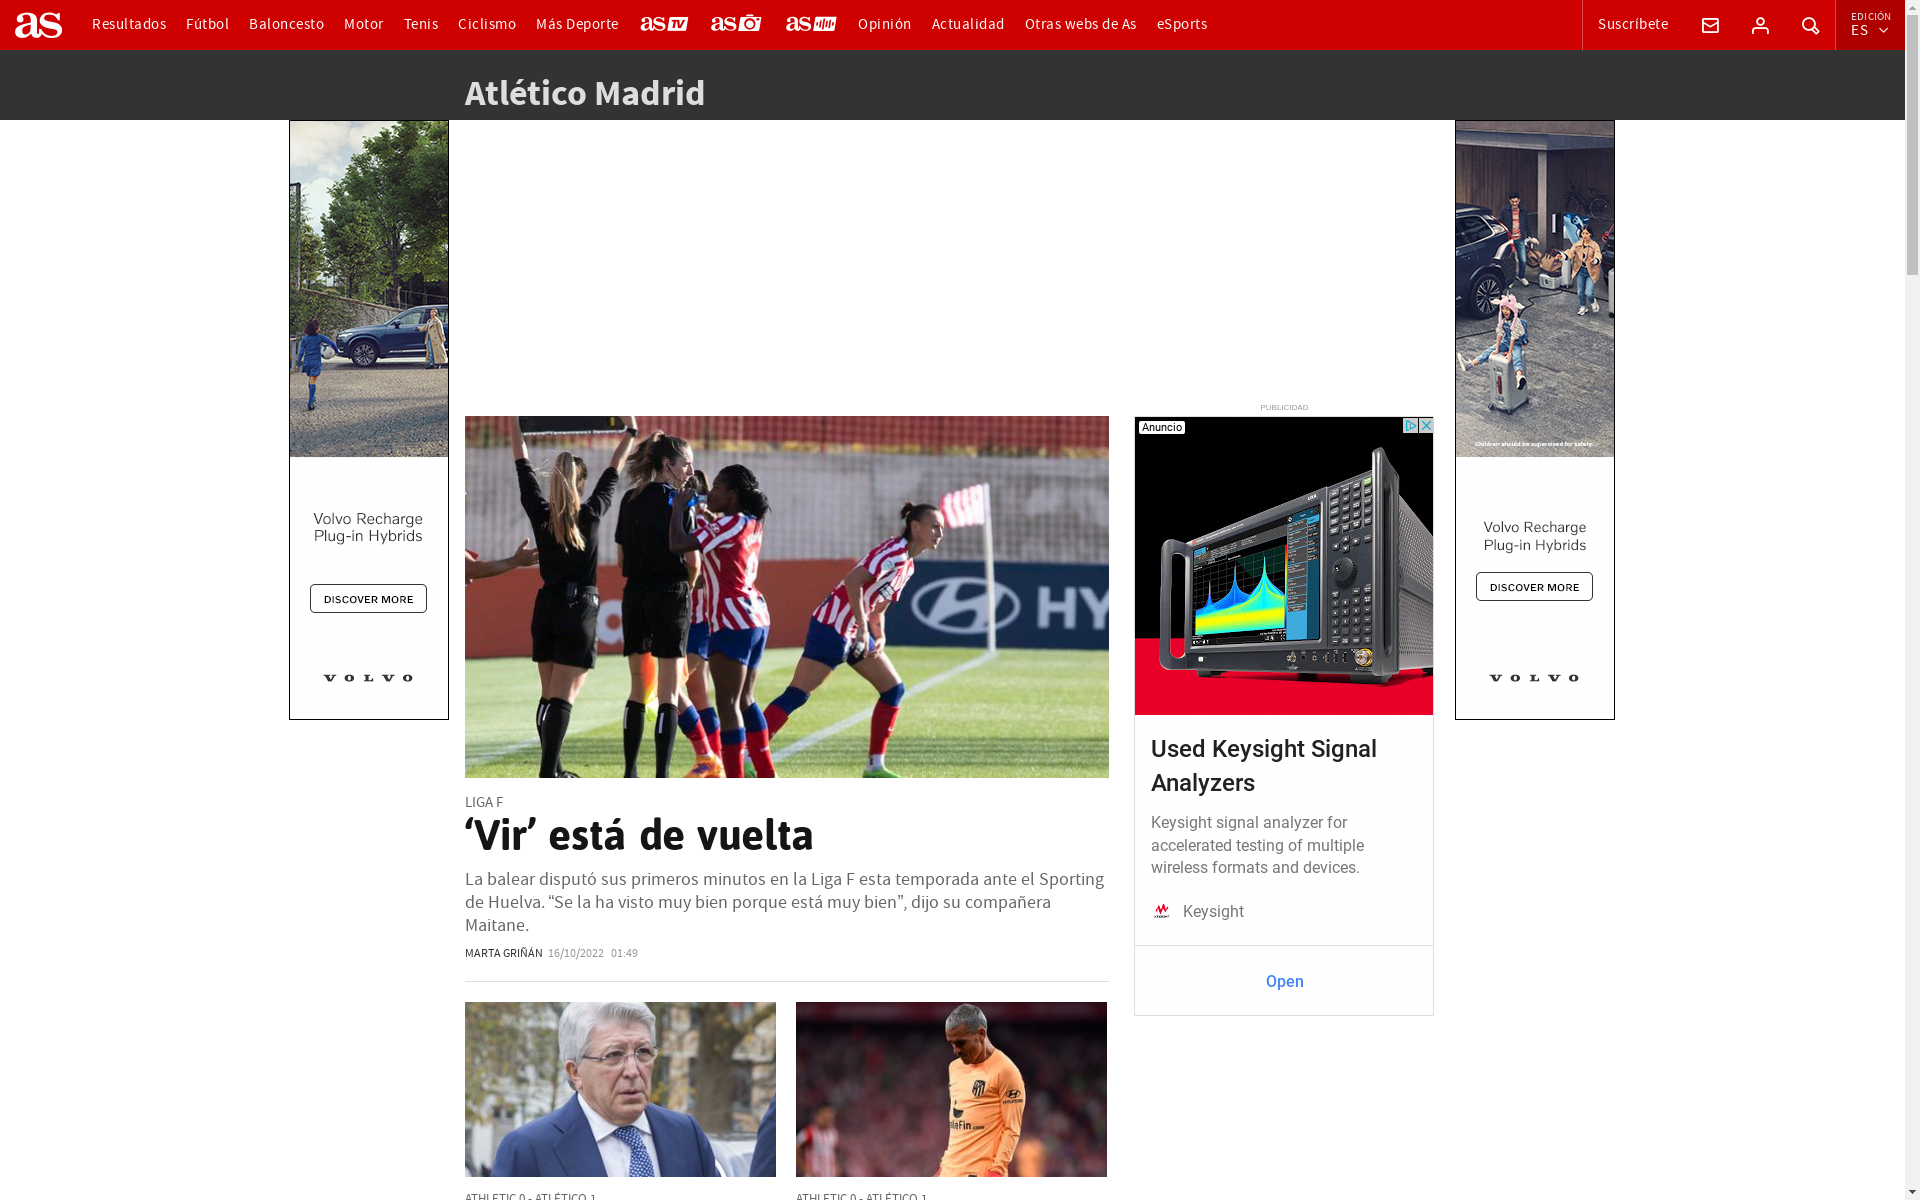 as
Resultados Fútbol Baloncesto Motor Tenis Ciclismo Más Deporte as TV as as Opinión Actualidad Otras webs de As eSports
Suscríbete
EDICIÓN
ES
Atlético Madrid
Volvo Recharge
Plug-in Hybrids
DISCOVER MORE
VOLVO
HY
LIGA F
‘Vir’ está de vuelta
La balear disputó sus primeros minutos en la Liga F esta temporada ante el Sporting
de Huelva. “Se la ha visto muy bien porque está muy bien”, dijo su compañera
Maitane.
MARTA GRIÑÁN 16/10/2022 01:49
ATHLETIC 0 - ATLÉTICO 1
ATHLETIC 0 - ATLÉTICO 1
PUBLICIDAD
Anuncio
Used Keysight Signal
Analyzers
Keysight signal analyzer for
accelerated testing of multiple
wireless formats and devices.
Keysight
Open
Children should be supervised for safety.
Volvo Recharge
Plug-in Hybrids
DISCOVER MORE
VOLVO